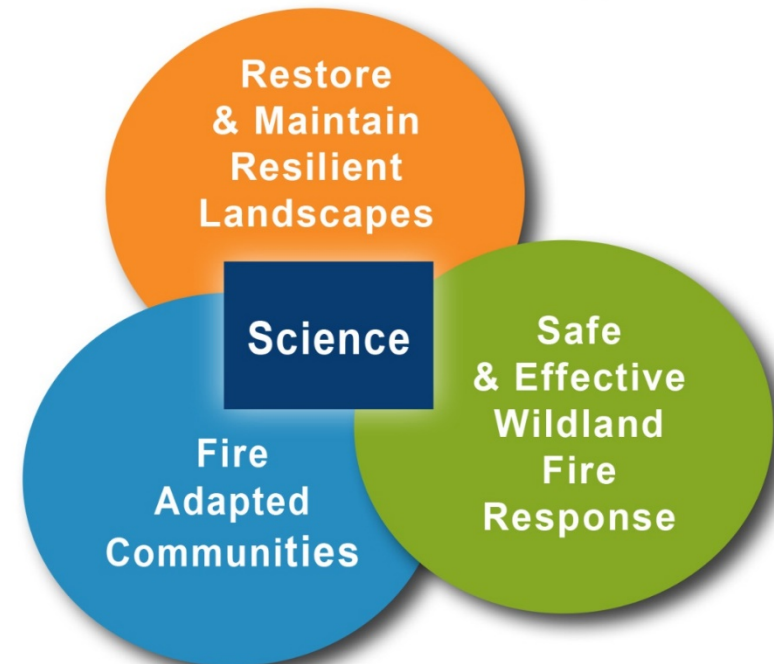 Restore
& Maintain
Resilient
Landscapes
Science
Safe
& Effective
Wildland
Fire
Response
Fire
Adapted
Communities